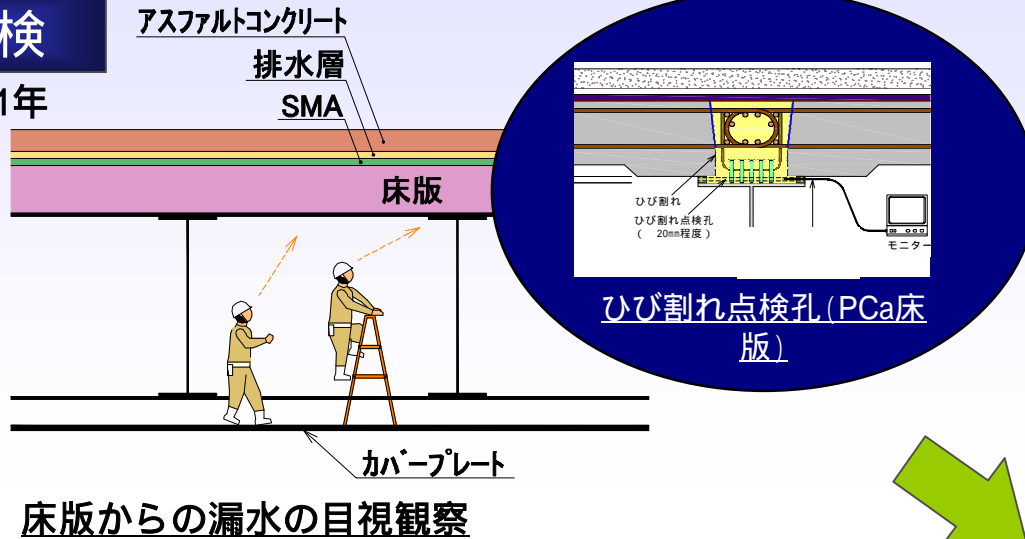 検
1年
アスファルトコンクリート
排水層
SMA
床版
カバープレート
床版からの漏水の目視観察
ひび割れ
ひび割れ点検孔
( 20mm程度)
モニター
ひび割れ点検孔(PCa床
版)